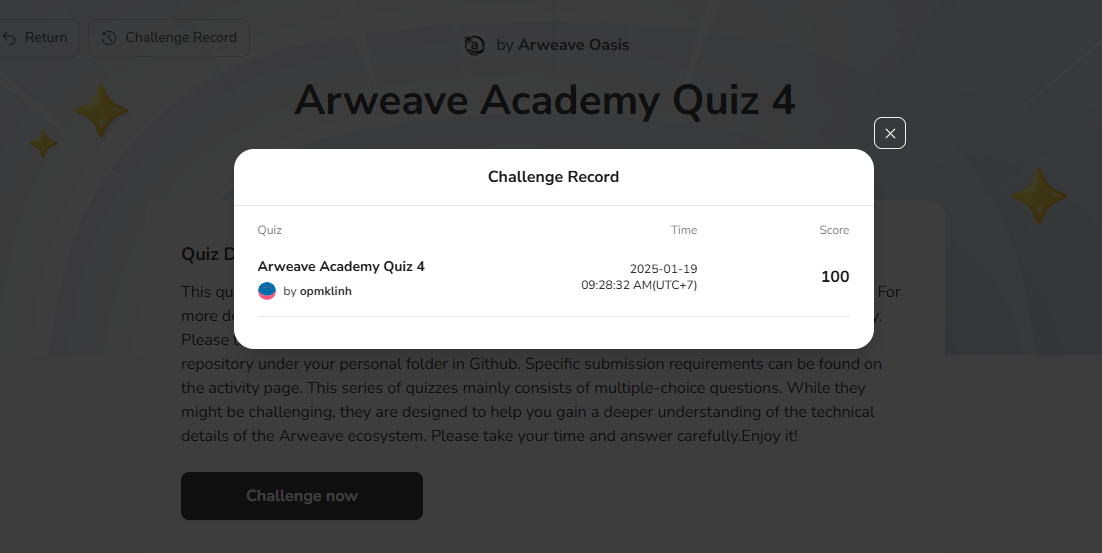 Return
Challenge Record
by Arweave Oasis
Arweave Academy Quiz 4
Challenge Record
Quiz Time Score
Arweave Academy Quiz 4
2025-01-19
09:28:32 AM(UTC+7)
100
by opmklinh
Quiz D
This qu For
more de y.
Please t
repository under your personal folder in Github. Specific submission requirements can be found on
the activity page. This series of quizzes mainly consists of multiple-choice questions. While they
might be challenging, they are designed to help you gain a deeper understanding of the technical
details of the Arweave ecosystem. Please take your time and answer carefully.Enjoy it!
Challenge now